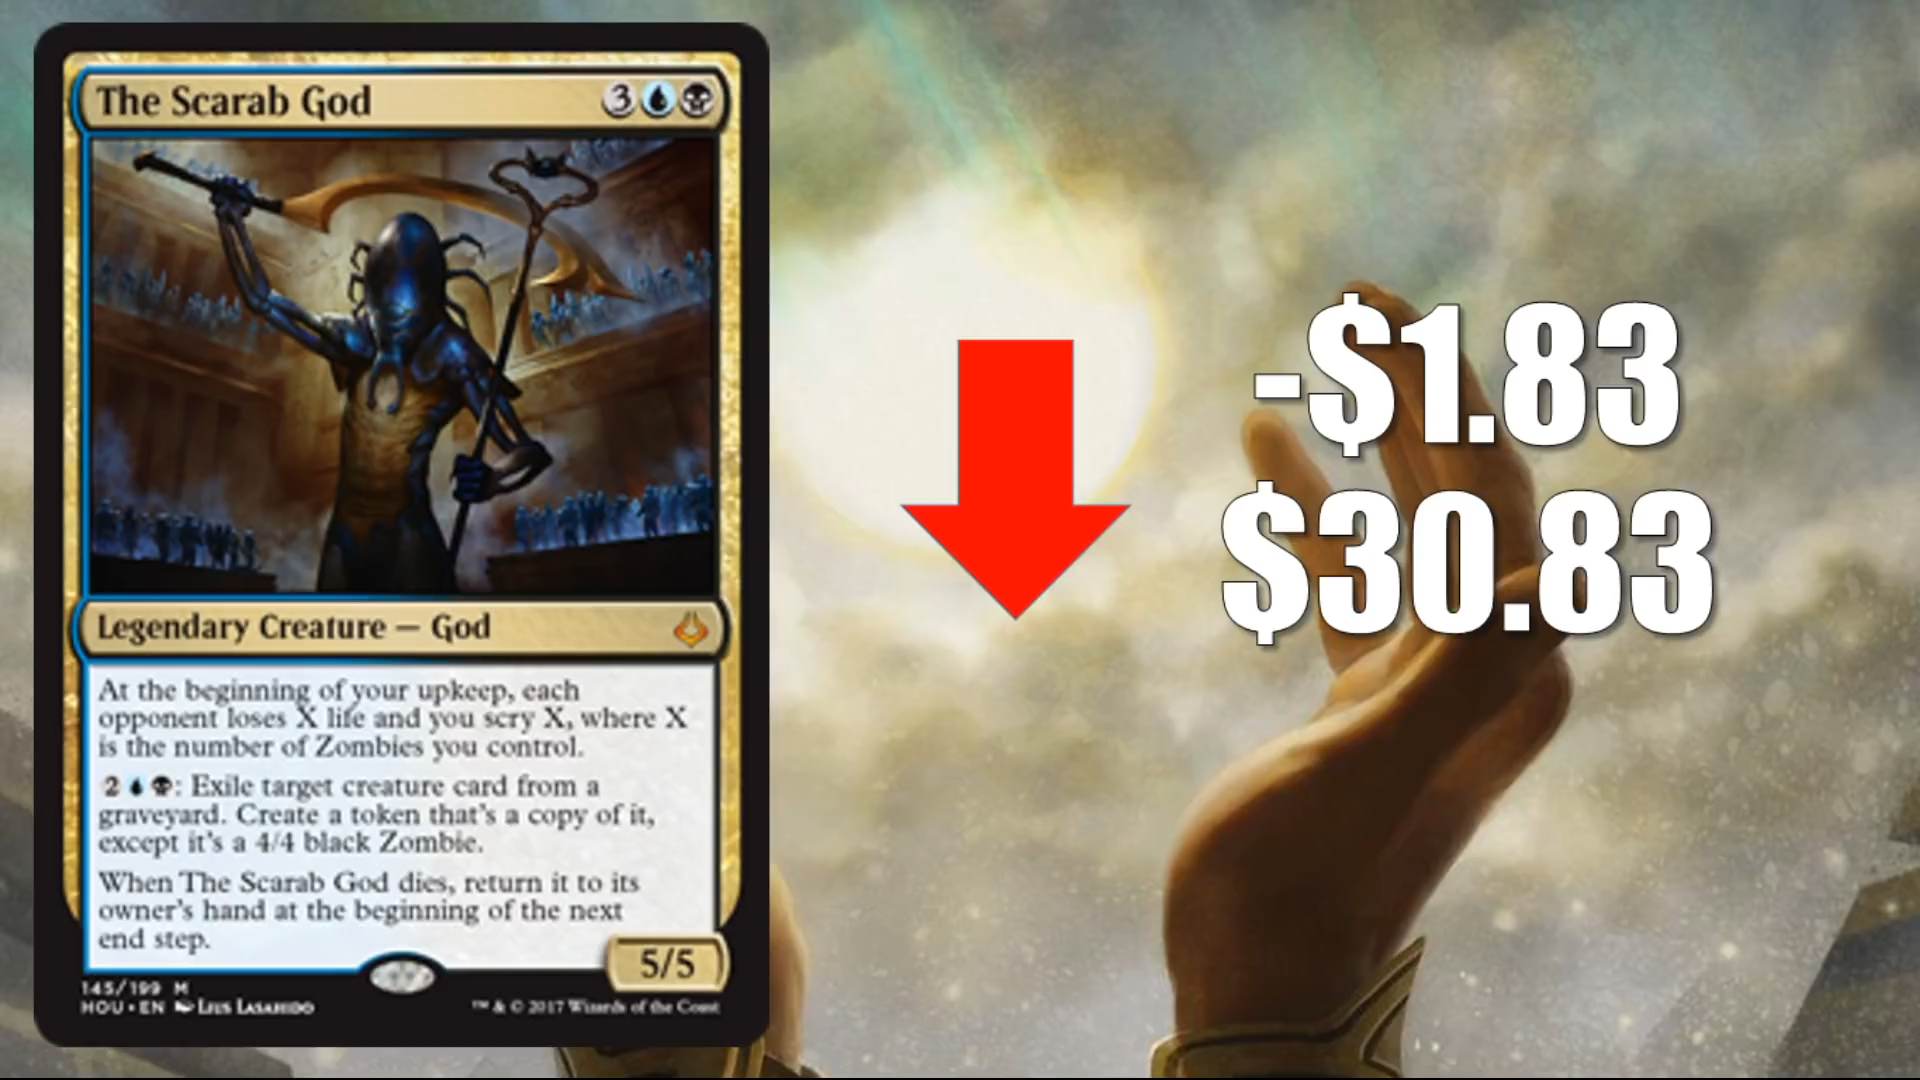 The Scarab God 3
Legendary Creature — God
At the beginning of your upkeep, each
opponent loses X life and you scry X, where X
is the number of Zombies you control.
2 : Exile target creature card from a
graveyard. Create a token that's a copy of it,
except it's a 4/4 black Zombie.
When The Scarab God dies, return it to its
owner's hand at the beginning of the next
end step.
5/5
145/199 M
HOU • EN Lius Lasahido
™ & © 2017 Wizards of the Coast
-$1.83
$30.83